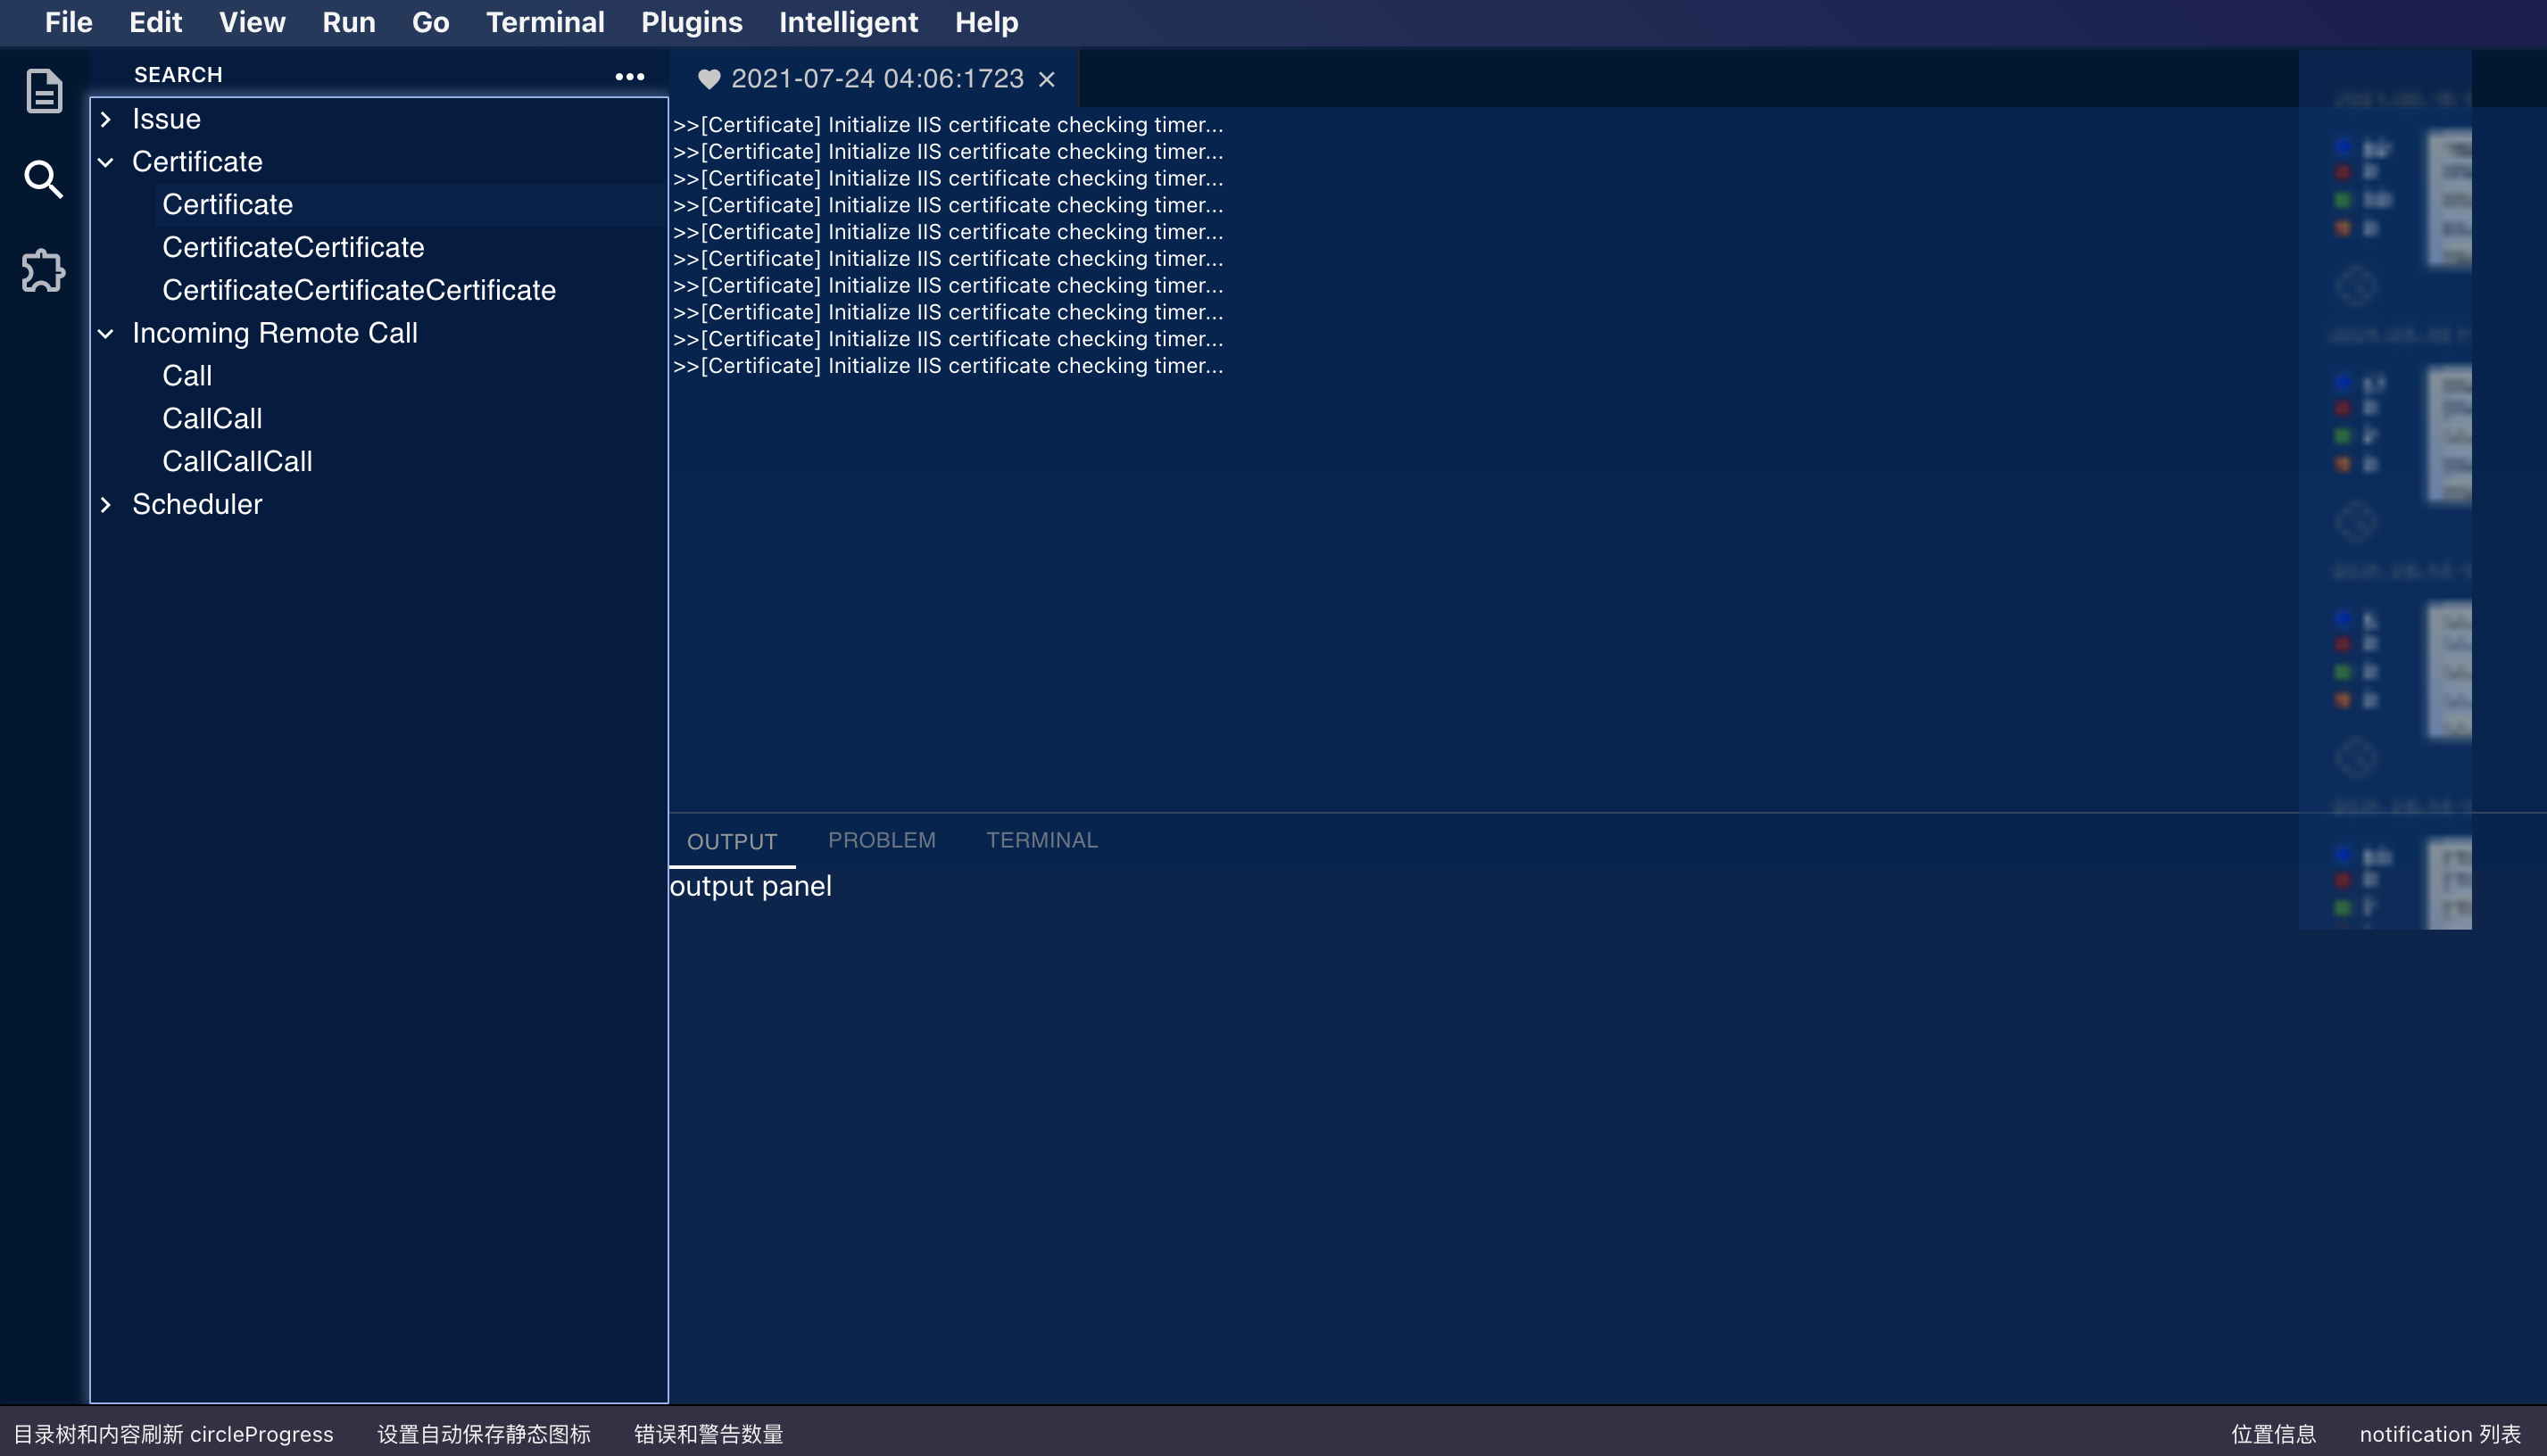 File Edit View Run Go Terminal Plugins Intelligent Help
SEARCH
Issue
Certificate
Certificate
CertificateCertificate
CertificateCertificateCertificate
Incoming Remote Call
Call
CallCall
CallCallCall
Scheduler
2021-07-24 04:06:1723
>>[Certificate] Initialize IIS certificate checking timer...
>>[Certificate] Initialize IIS certificate checking timer...
>>[Certificate] Initialize IIS certificate checking timer...
>>[Certificate] Initialize IIS certificate checking timer...
>>[Certificate] Initialize IIS certificate checking timer...
>>[Certificate] Initialize IIS certificate checking timer...
>>[Certificate] Initialize IIS certificate checking timer...
>>[Certificate] Initialize IIS certificate checking timer...
>>[Certificate] Initialize IIS certificate checking timer...
>>[Certificate] Initialize IIS certificate checking timer...
OUTPUT PROBLEM TERMINAL
output panel
目录树和内容刷新 circleProgress 设置自动保存静态图标 错误和警告数量 位置信息 notification 列表